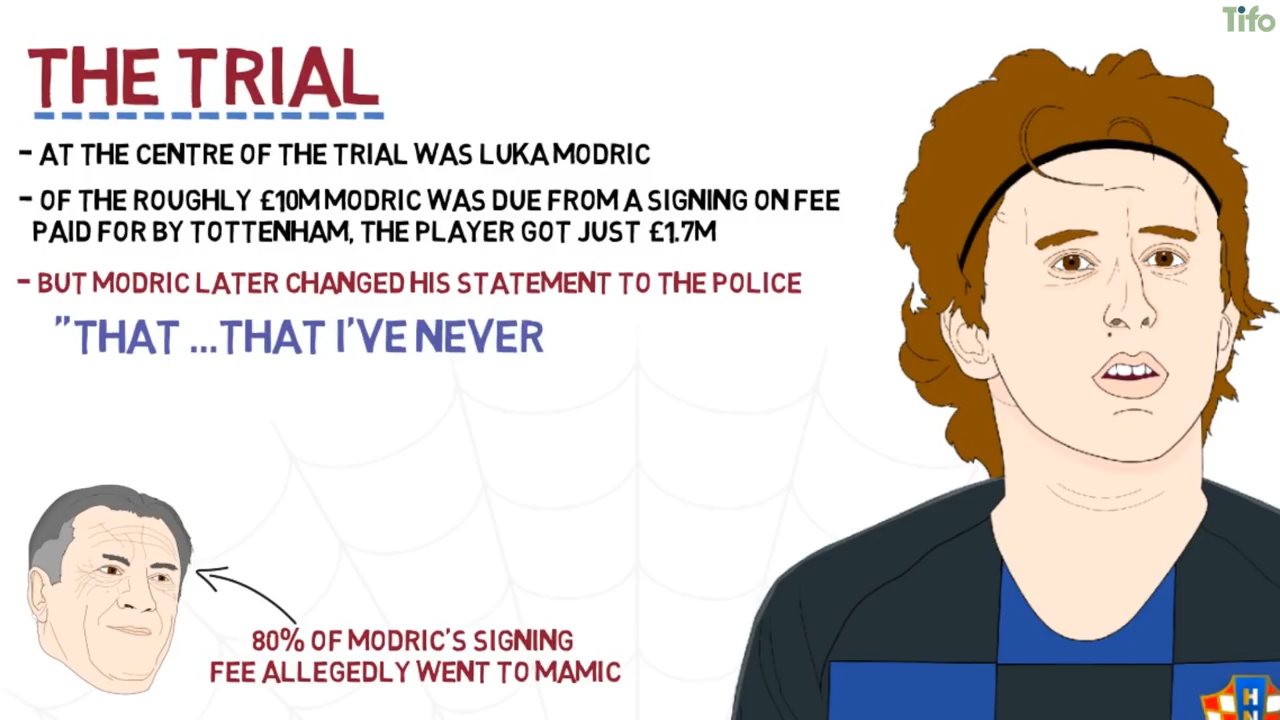 Tifo
THE TRIAL
- AT THE CENTRE OF THE TRIAL WAS LUKA MODRIC
- OF THE ROUGHLY £10M MODRIC WAS DUE FROM A SIGNING ON FEE
PAID FOR BY TOTTENHAM, THE PLAYER GOT JUST £1.7M
- BUT MODRIC LATER CHANGED HIS STATEMENT TO THE POLICE
"THAT ...THAT I'VE NEVER
80% OF MODRIC'S SIGNING
FEE ALLEGEDLY WENT TO MAMIC
H
N